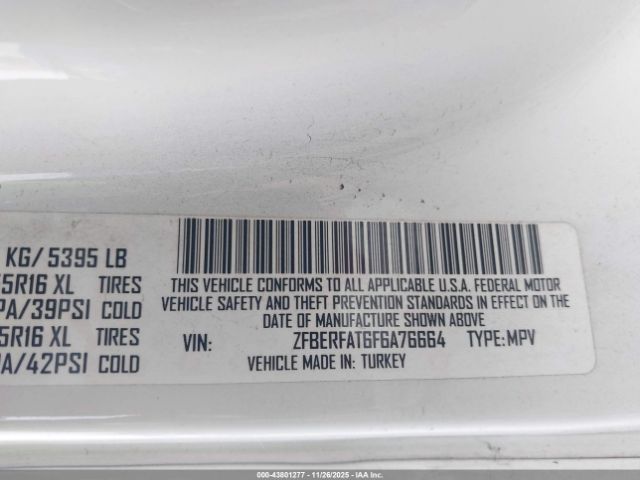 KG/ 5395 LB
5R16 XL TIRES
PA/39PSI COLD
5R16 XL TIRES
A/42PSI COLD
THIS VEHICLE CONFORMS TO ALL APPLICABLE U.S.A. FEDERAL MOTOR
VEHICLE SAFETY AND THEFT PREVENTION STANDARDS IN EFFECT ON THE
DATE OF MANUFACTURE SHOWN ABOVE
VIN: ZFBERFAT6F6A76664 TYPE: MPV
VEHICLE MADE IN: TURKEY
000-43801277 - 11/26/2025 - IAA Inc.